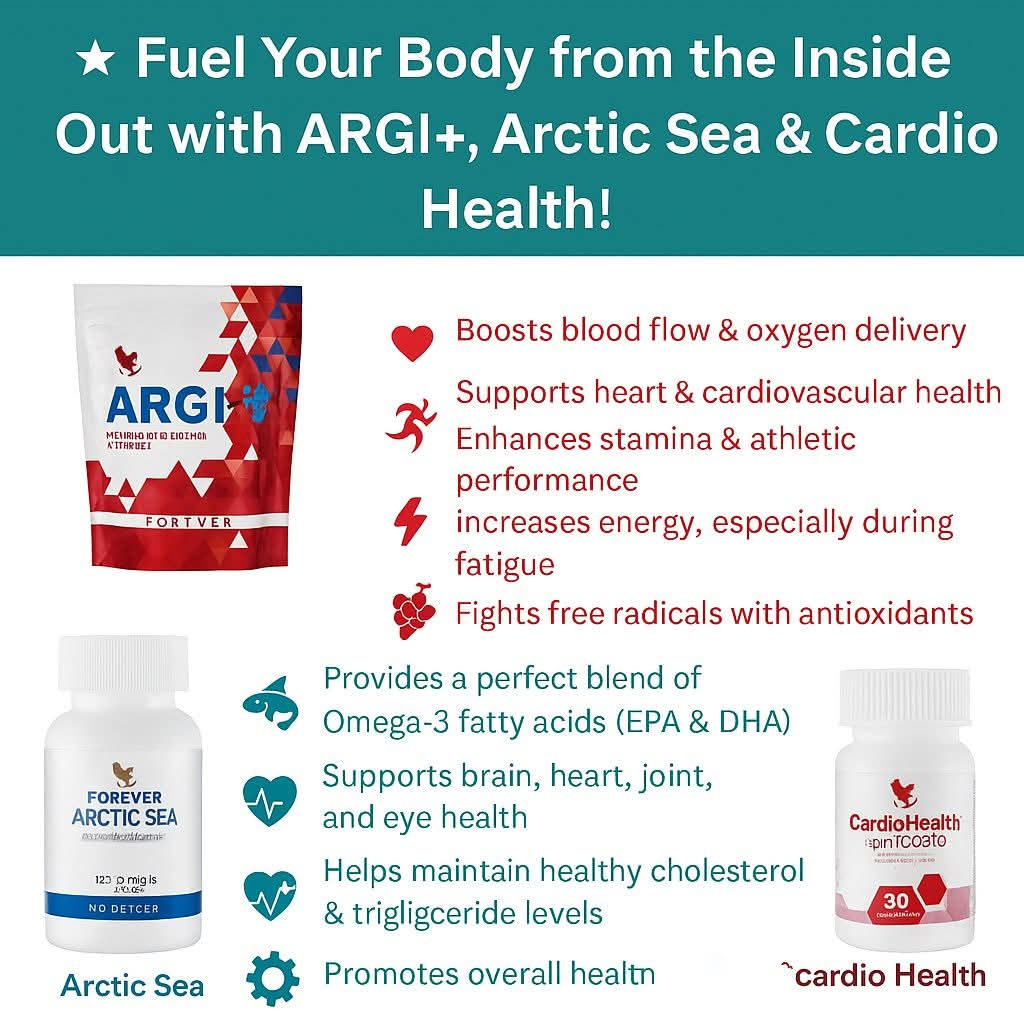 ★ Fuel Your Body from the Inside
Out with ARGI+, Arctic Sea & Cardio
Health!
ARGI+
FORTVER
Boosts blood flow & oxygen delivery
Supports heart & cardiovascular health
Enhances stamina & athletic
performance
increases energy, especially during
fatigue
Fights free radicals with antioxidants
Provides a perfect blend of
Omega-3 fatty acids (EPA & DHA)
Supports brain, heart, joint,
and eye health
Helps maintain healthy cholesterol
& trigligceride levels
Promotes overall healtn
FOREVER
ARCTIC SEA
NO DETCER
Arctic Sea
CardioHealth
30
cardio Health